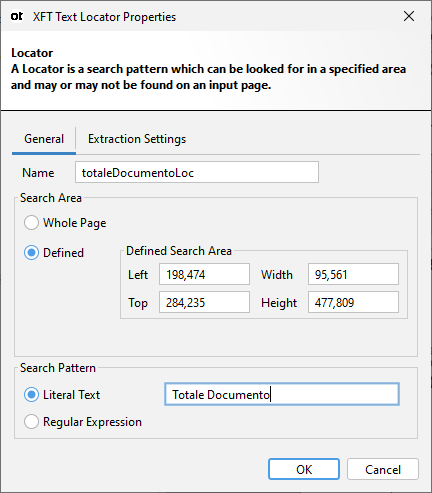 ot XFT Text Locator Properties
Locator
A Locator is a search pattern which can be looked for in a specified area
and may or may not be found on an input page.
General Extraction Settings
Name totaleDocumentoLoc
Search Area
Whole Page
Defined
Defined Search Area
Left 198,474 Width 95,561
Top 284,235 Height 477,809
Search Pattern
Literal Text Totale Documento
Regular Expression
OK Cancel